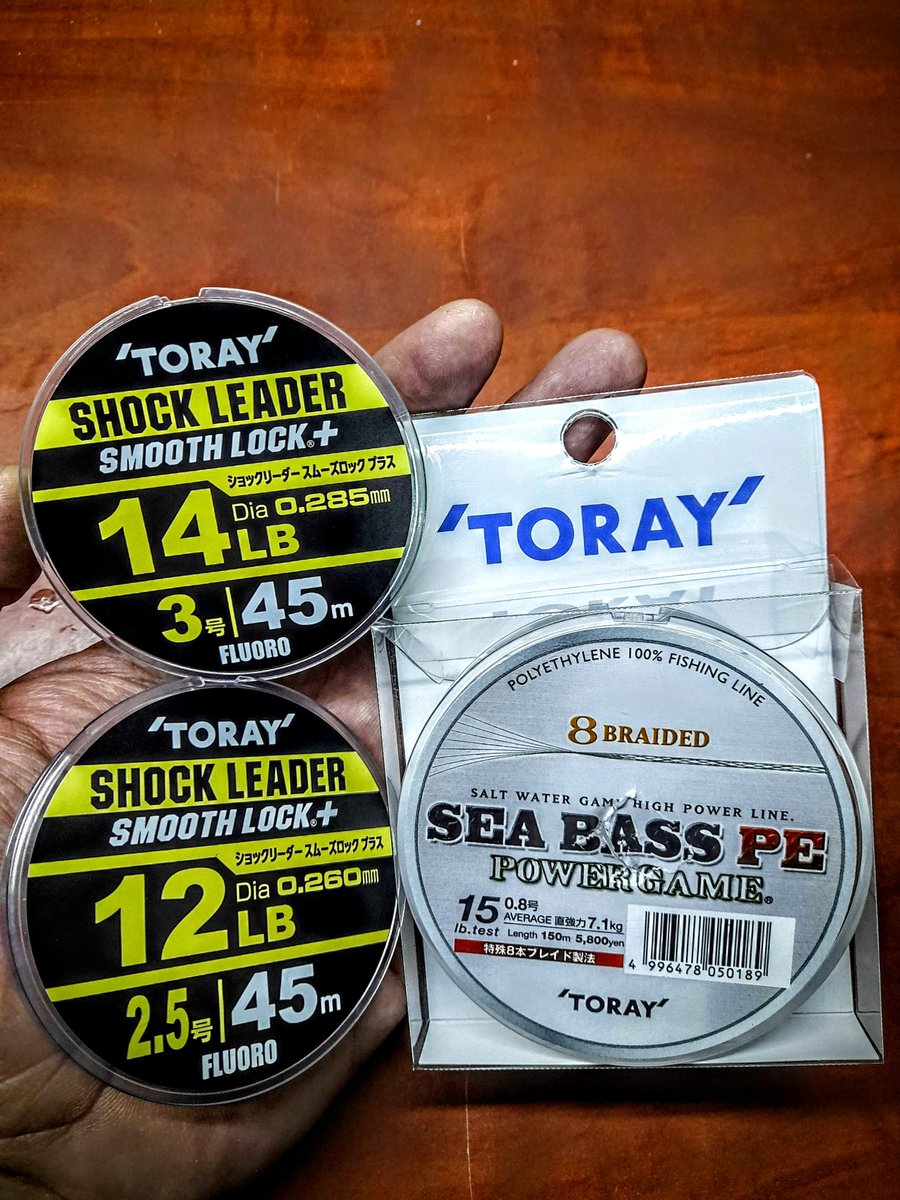 'TORAY'
SHOCK LEADER
SMOOTH LOCK®+
ショックリーダー スムーズロック プラス
14LB
Dia 0.285mm
3号 45m
FLUORO
'TORAY'
SHOCK LEADER
SMOOTH LOCK®+
ショックリーダー スムーズロック プラス
12LB
Dia 0.260mm
2.5号 45m
FLUORO
'TORAY'
POLYETHYLENE 100% FISHING LINE
8 BRAIDED
SALT WATER GAME HIGH POWER LINE.
SEA BASS PE
POWERGAME®
15 lb.test
0.8号
AVERAGE 直強力 7.1kg
Length 150m 5,800yen
特殊8本ブレイド製法
4 996478 050189
'TORAY'